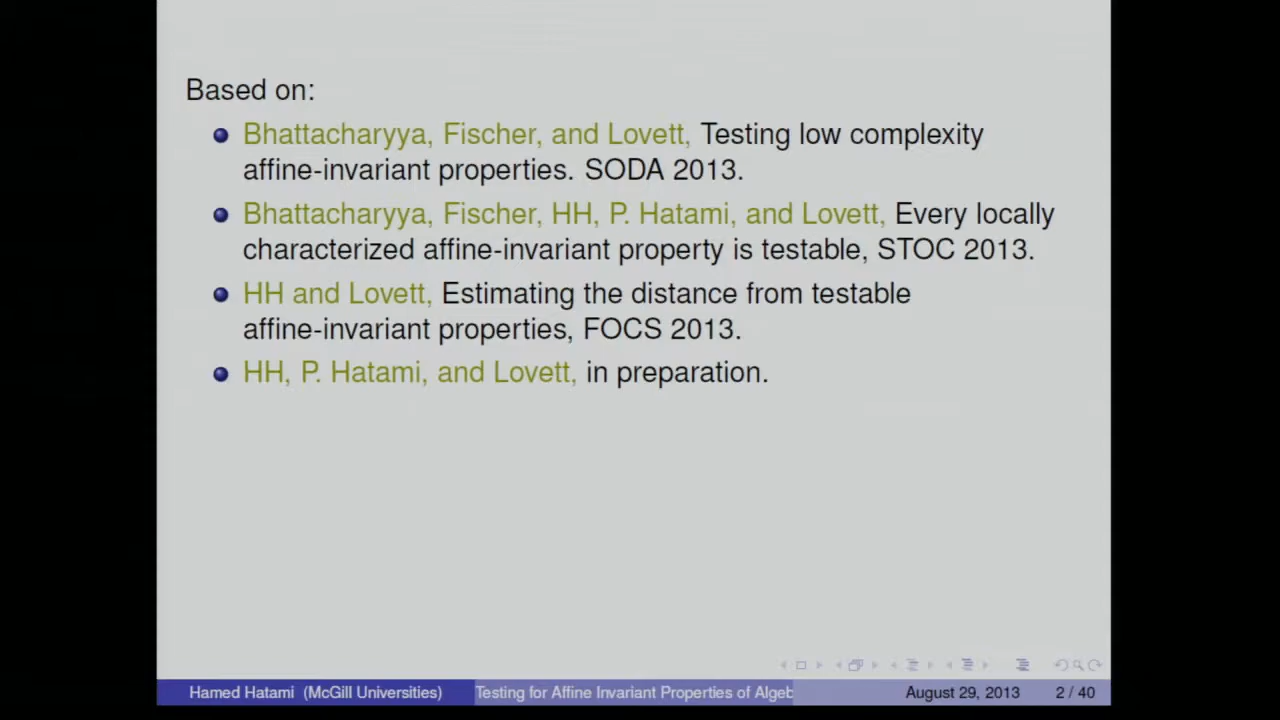 Based on:
Bhattacharyya, Fischer, and Lovett, Testing low complexity
affine-invariant properties. SODA 2013.
Bhattacharyya, Fischer, HH, P. Hatami, and Lovett, Every locally
characterized affine-invariant property is testable, STOC 2013.
HH and Lovett, Estimating the distance from testable
affine-invariant properties, FOCS 2013.
HH, P. Hatami, and Lovett, in preparation.
Hamed Hatami (McGill Universities) Testing for Affine Invariant Properties of Algeb August 29, 2013 2 / 40